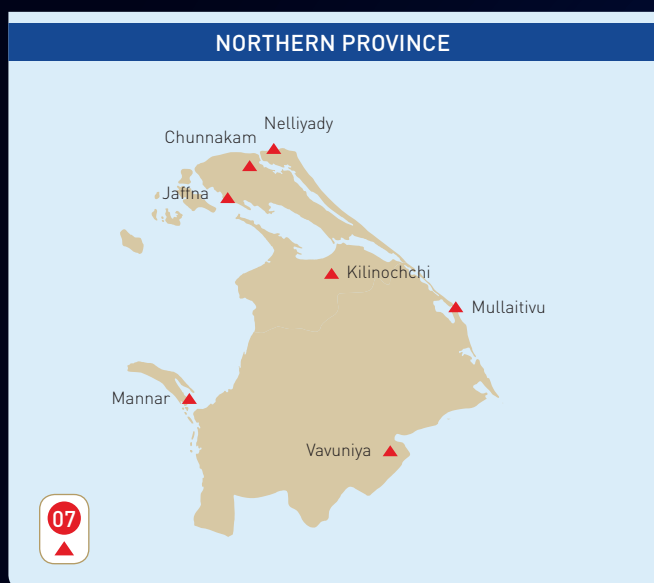 NORTHERN PROVINCE
Nelliyady
Chunnakam
Jaffna
Kilinochchi
Mullaitivu
Mannar
Vavuniya
07